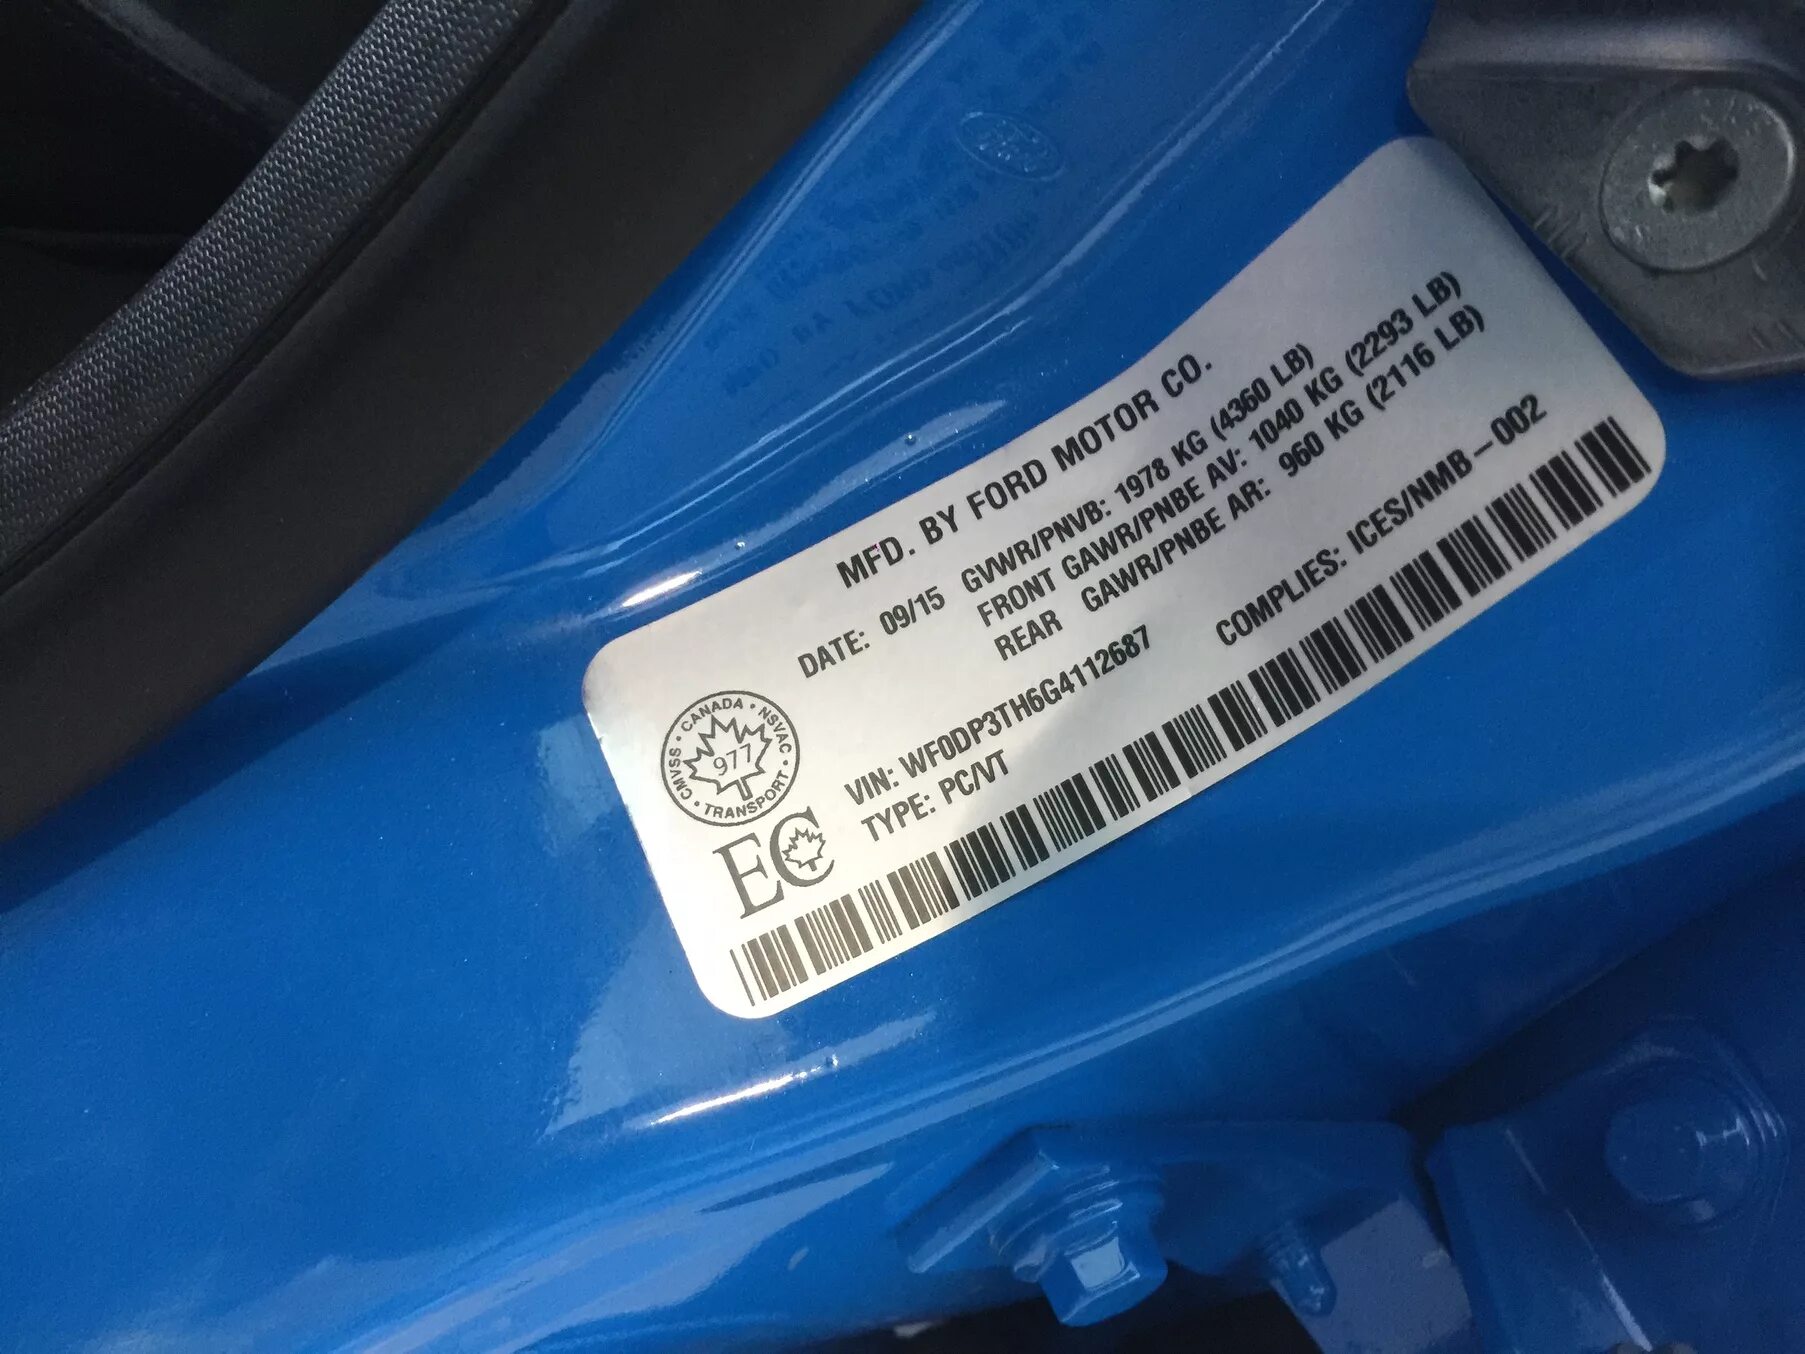 MFD. BY FORD MOTOR CO.
DATE: 09/15 GVWR/PNVB: 1978 KG (4360 LB)
FRONT GAWR/PNBE AV: 1040 KG (2293 LB)
REAR GAWR/PNBE AR: 960 KG (2116 LB)
VIN: WF0DP3TH6G4112687 COMPLIES: ICES/NMB-002
TYPE: PC/VT
CMVSS • CANADA • NSVAC • TRANSPORT •
977
EC